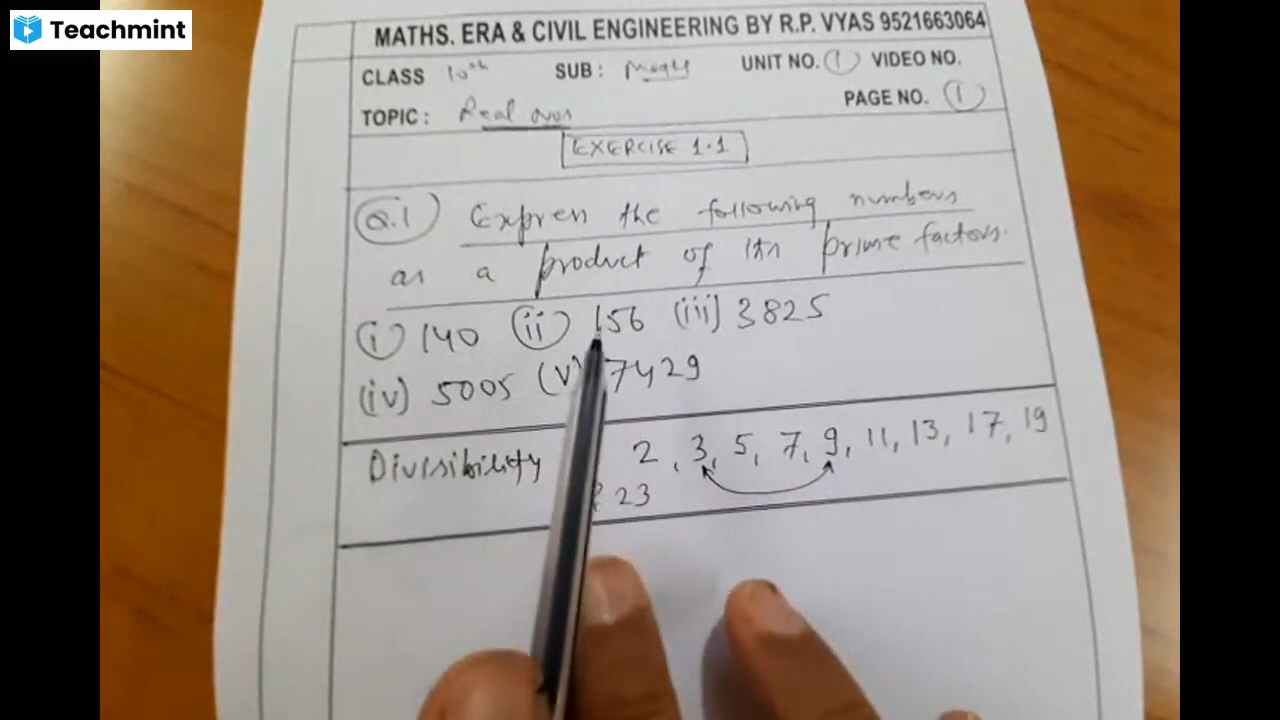 Teachmint
MATHS. ERA & CIVIL ENGINEERING BY R.P. VYAS 9521663064
CLASS 10th SUB : Maths UNIT NO. 1 VIDEO NO.
TOPIC : Real PAGE NO. 1
EXERCISE 1.1
Q.1 Express the following numbers
as a product of its prime factors.
(i) 140 (ii) 156 (iii) 3825
(iv) 5005 (v) 7429
Divisibility 2, 3, 5, 7, 9, 11, 13, 17, 19
& 23